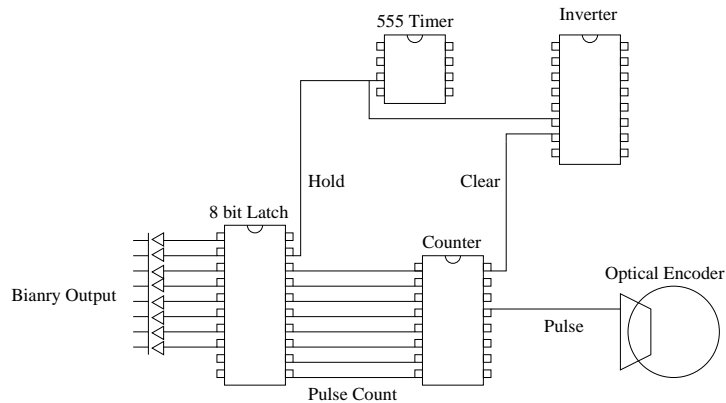 555 Timer
Inverter
Hold
Clear
8 bit Latch
Counter
Optical Encoder
Bianry Output
Pulse
Pulse Count